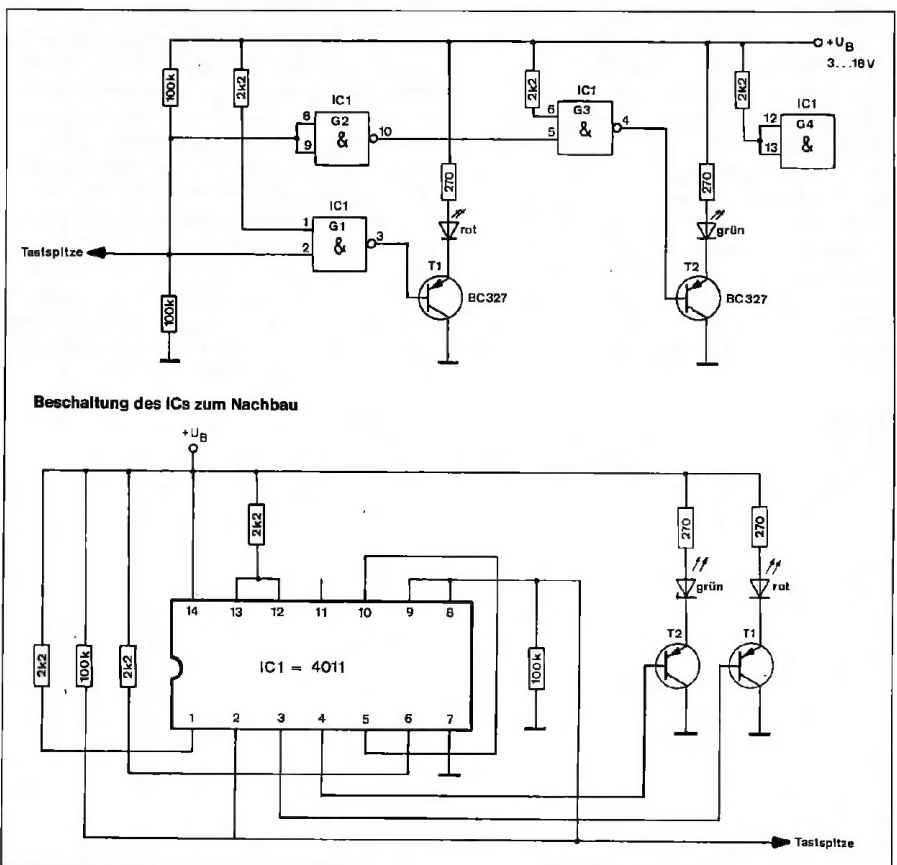 +UB
3...18V
100k
2k2
IC1
8
G2
9
&
10
2k2
IC1
6
G3
5
&
4
2k2
IC1
12
G4
13
&
270
rot
270
grün
IC1
1
G1
2
&
3
Tastspitze
T1
BC327
T2
BC327
100k
Beschaltung des ICs zum Nachbau
+UB
2k2
270
270
grün
rot
14
13
12
11
10
9
8
T2
T1
2k2
100k
2k2
IC1 = 4011
100k
1
2
3
4
5
6
7
Tastspitze